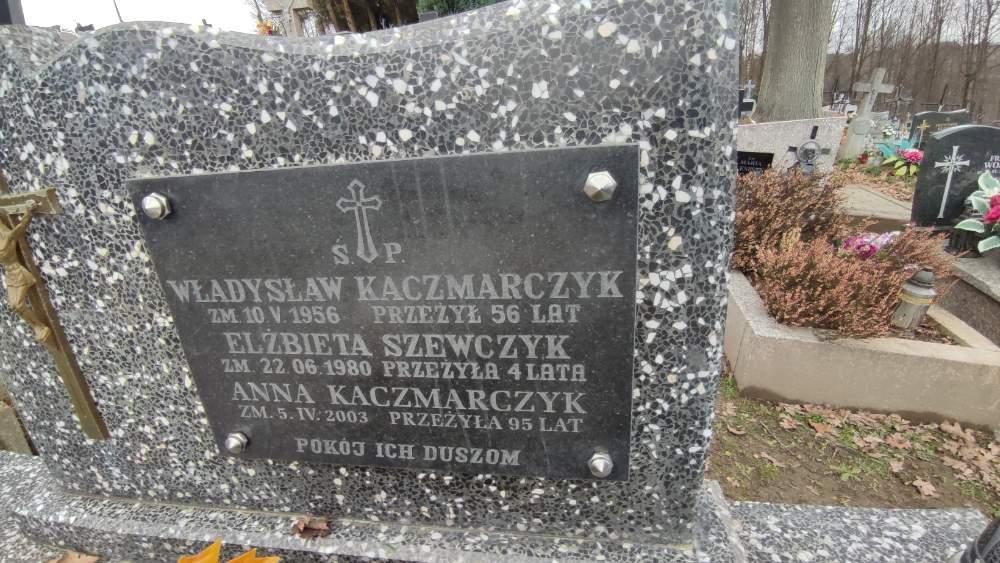 Ś P
WŁADYSŁAW KACZMARCZYK
ZM. 10 V 1956 PRZEŻYŁ 56 LAT
ELŻBIETA SZEWCZYK
ZM. 22.06.1980 PRZEŻYŁA 4 LATA
ANNA KACZMARCZYK
ZM. 5. IV. 2003 PRZEŻYŁA 95 LAT
POKÓJ ICH DUSZOM
MARIA